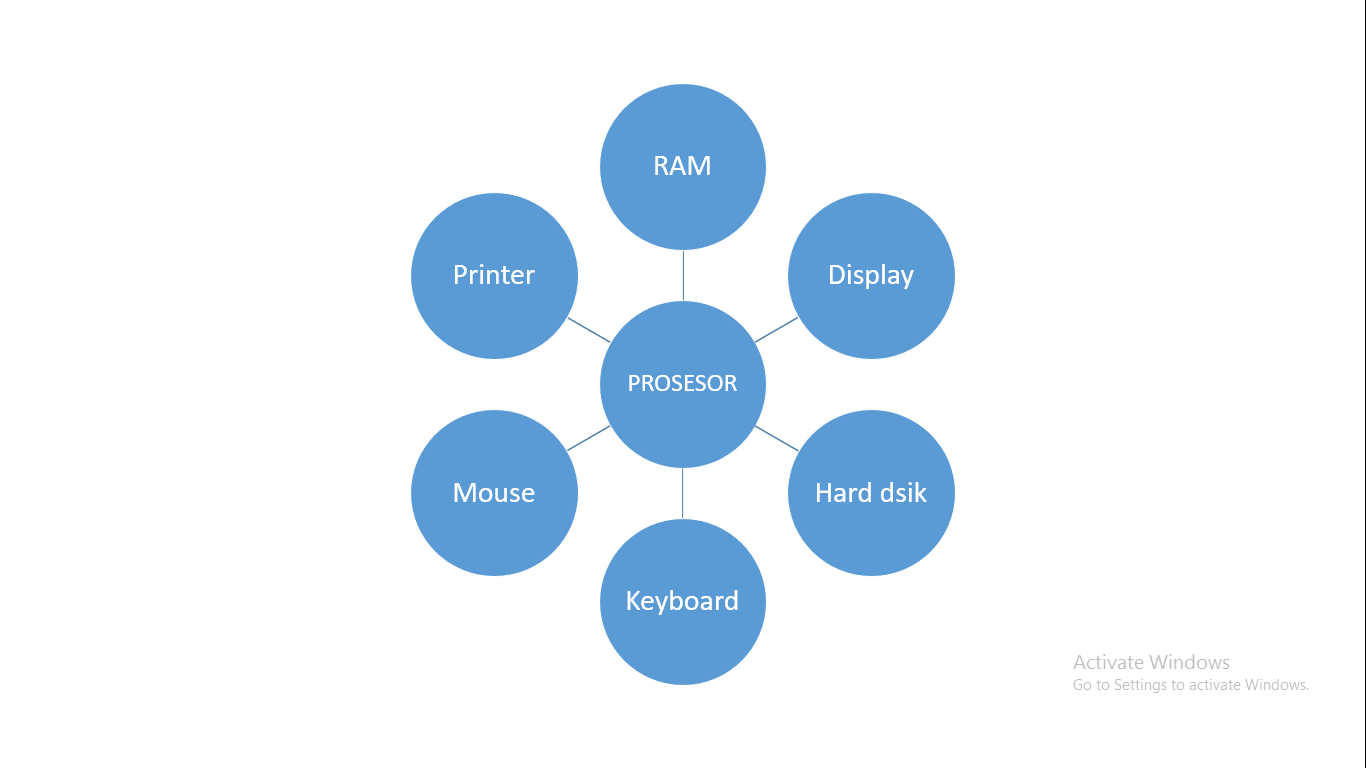 RAM
Printer
Display
PROSESOR
Mouse
Hard dsik
Keyboard
Activate Windows
Go to Settings to activate Windows.